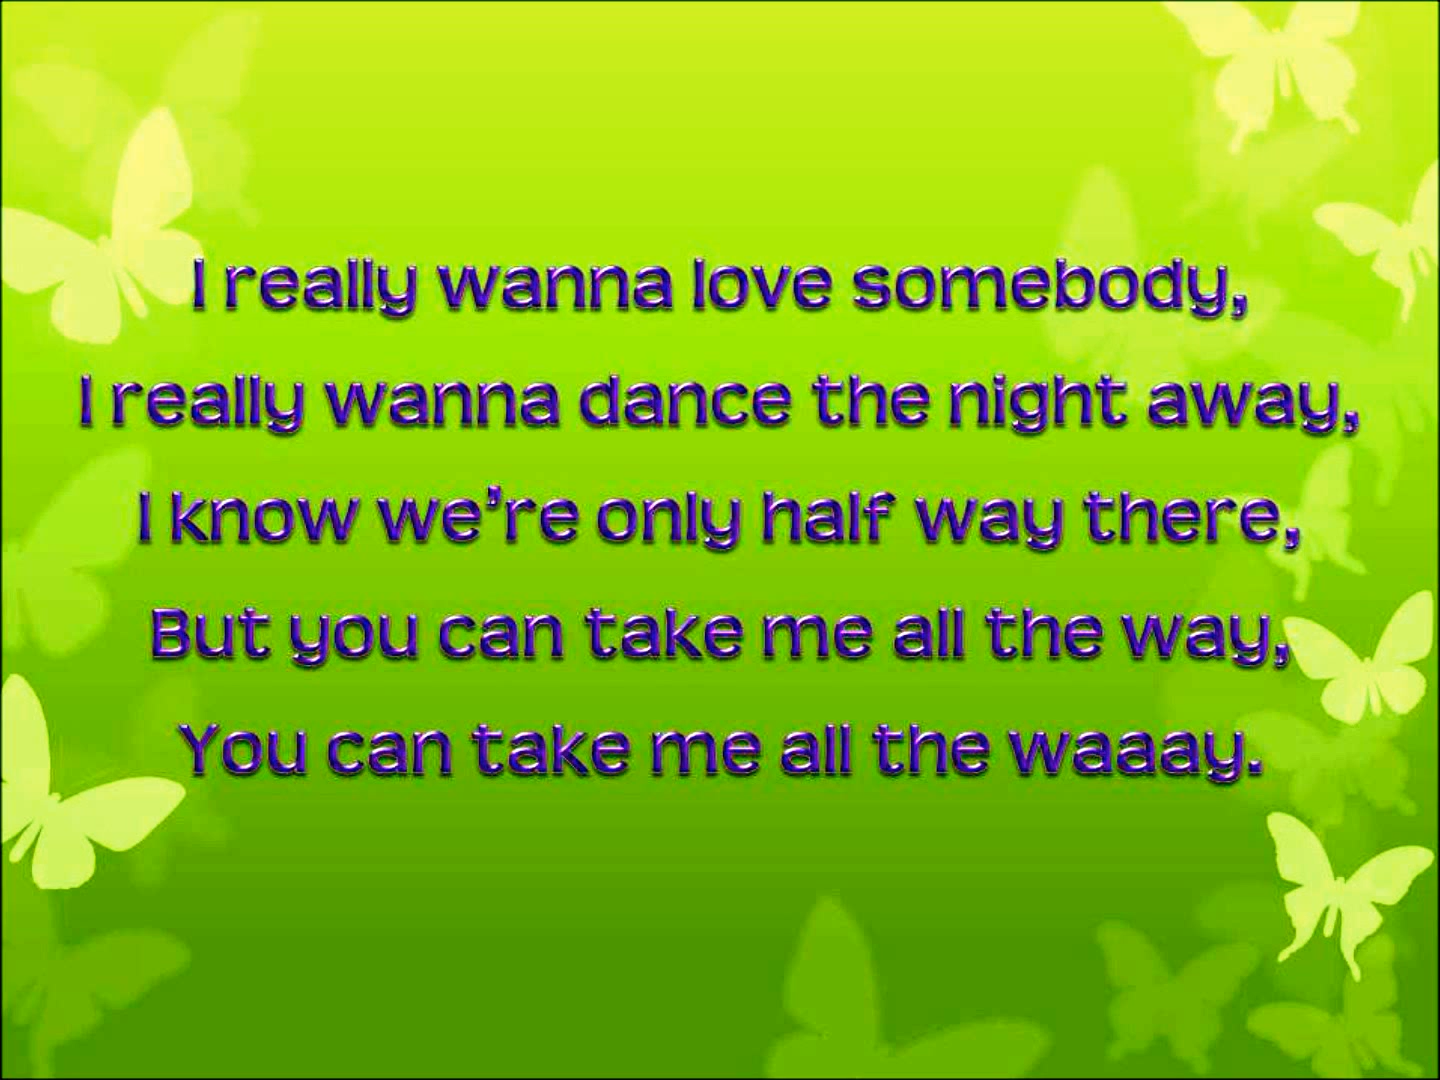 I really wanna love somebody,
I really wanna dance the night away,
I know we're only half way there,
But you can take me all the way,
You can take me all the waaay.